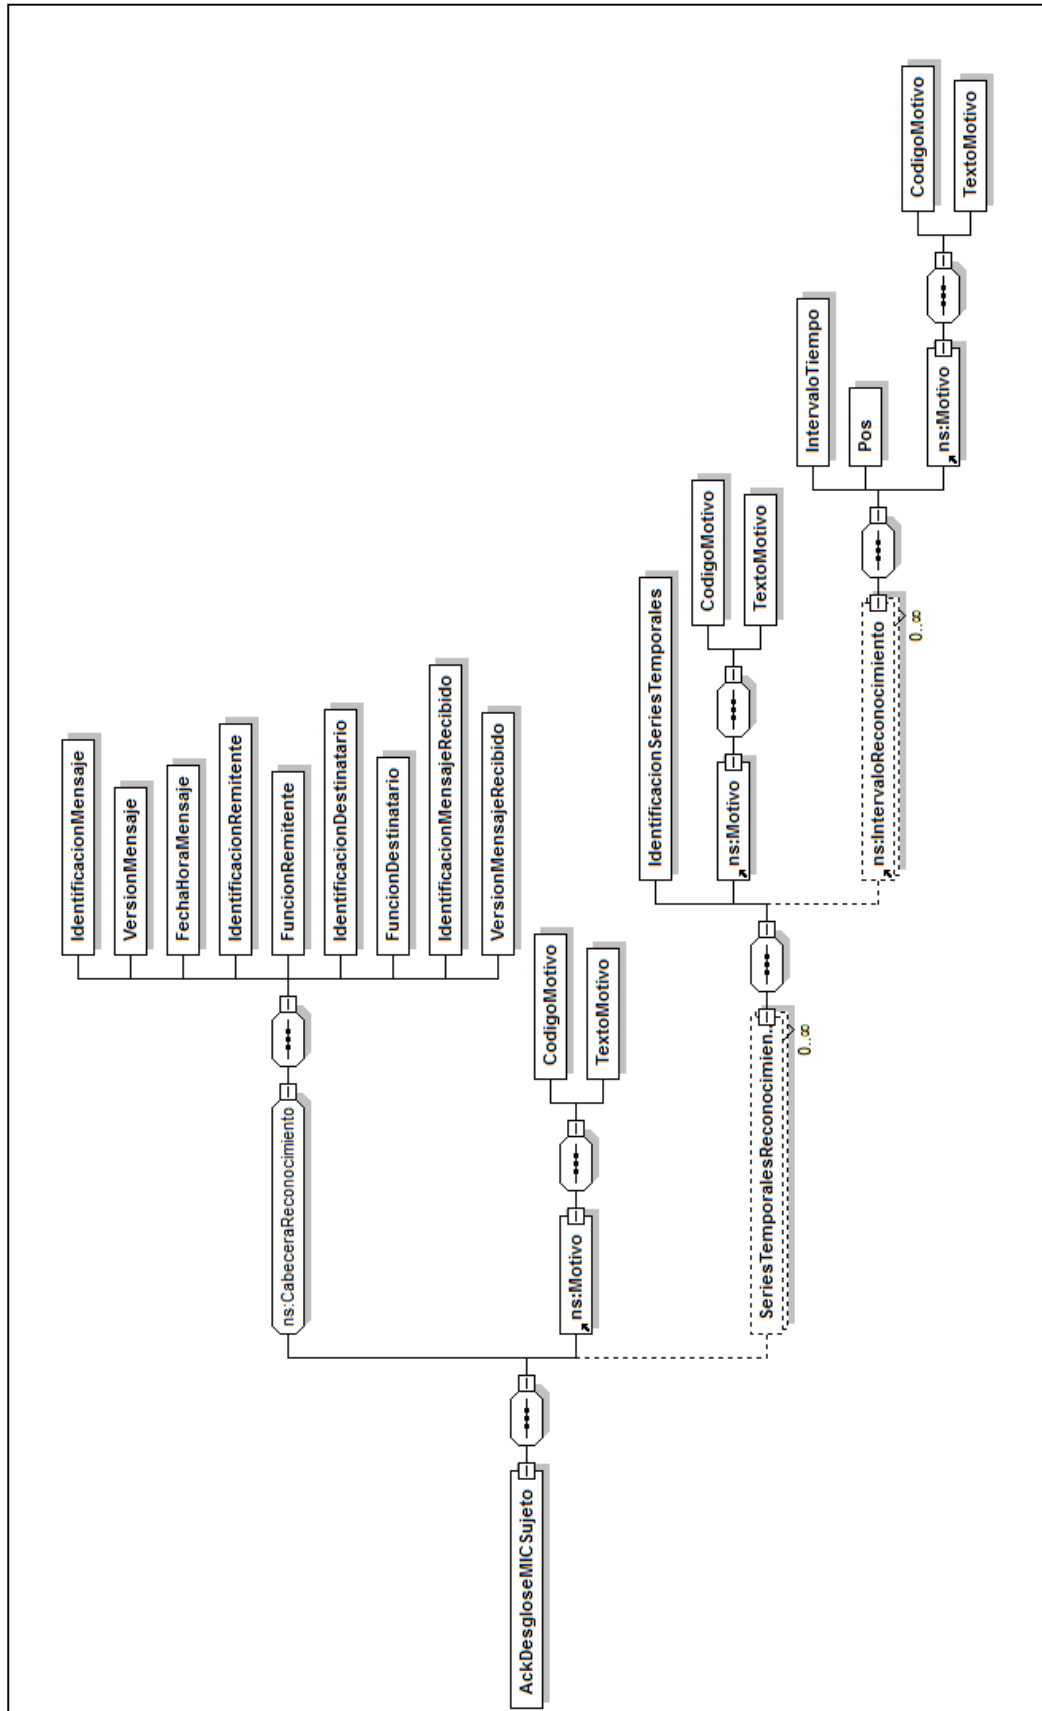 AckDesgloseMICSujeto
ns:CabeceraReconocimiento
IdentificacionMensaje
VersionMensaje
FechaHoraMensaje
IdentificacionRemitente
FuncionRemitente
IdentificacionDestinatario
FuncionDestinatario
IdentificacionMensajeRecibido
VersionMensajeRecibido
ns:Motivo
CodigoMotivo
TextoMotivo
SeriesTemporalesReconocimien...
0..∞
IdentificacionSeriesTemporales
ns:Motivo
CodigoMotivo
TextoMotivo
ns:IntervaloReconocimiento
0..∞
IntervaloTiempo
Pos
ns:Motivo
CodigoMotivo
TextoMotivo